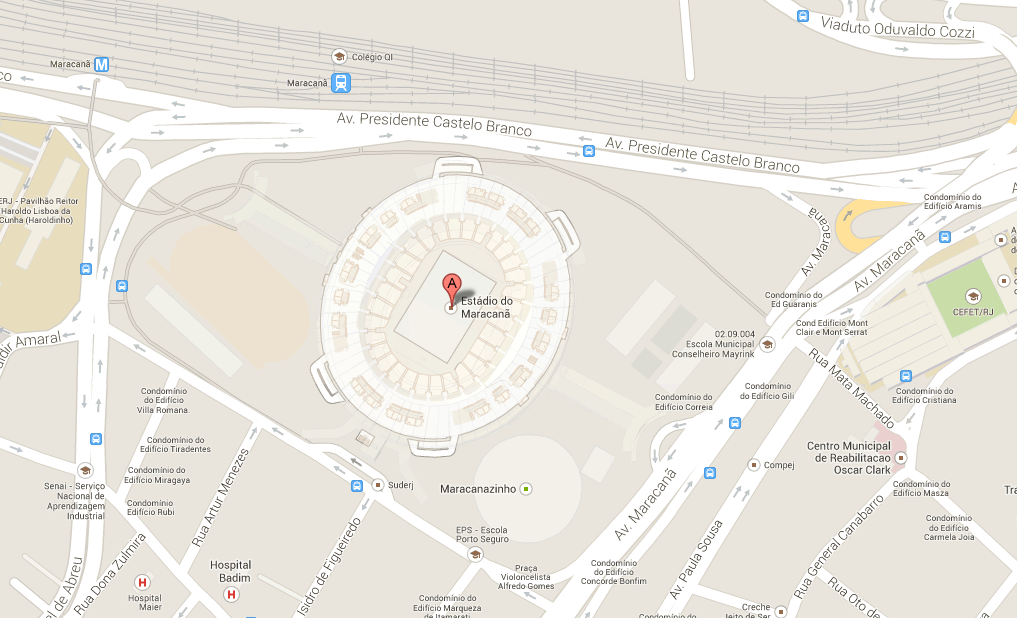 Viaduto Oduvaldo Cozzi
Colégio QI
Maracanã
M
Maracanã
co
Av. Presidente Castelo Branco
Av. Presidente Castelo Branco
ERJ - Pavilhão Reitor
(Haroldo Lisboa da
Cunha (Haroldinho)
Condomínio do
Edifício Aramis
A
Av. Maracanã
Av. Maracanã
A
Estádio do
Maracanã
Condomínio do
Ed Guaranis
CEFET/RJ
Cond Edifício Mont
Clair e Mont Serrat
02.09.004
Escola Municipal
Conselheiro Mayrink
aldir Amaral
Rua Mata Machado
Condomínio
do Edifício
Villa Romana.
Condomínio
do Edifício Gili
Condomínio do
Edifício Cristiana
Condomínio do
Edifício Correia
Condomínio do
Edifício Tiradentes
Centro Municipal
de Reabilitacao
Oscar Clark
Condomínio do
Edifício Miragaya
Compej
Senai - Serviço
Nacional de
Aprendizagem
Industrial
Suderj
Maracanazinho
Condomínio do
Edifício Masza
Condomínio
Edifício Rubi
Rua Artur Menezes
Av. Maracanã
Av. Paula Sousa
Rua General Canabarro
Condomínio
do Edifício
Carmela Joia
EPS - Escola
Porto Seguro
Rua Dona Zulmira
Isidro de Figueiredo
el de Abreu
Hospital
Badim
H
H
Hospital
Maier
Praça
Violoncelista
Alfredo Gomes
Condomínio
do Edifício
Concorde Bonfim
Rua Oto de
Condomínio do
Edifício Marqueza
de Itamarati
Condomínio do
Creche
Jeito de Ser